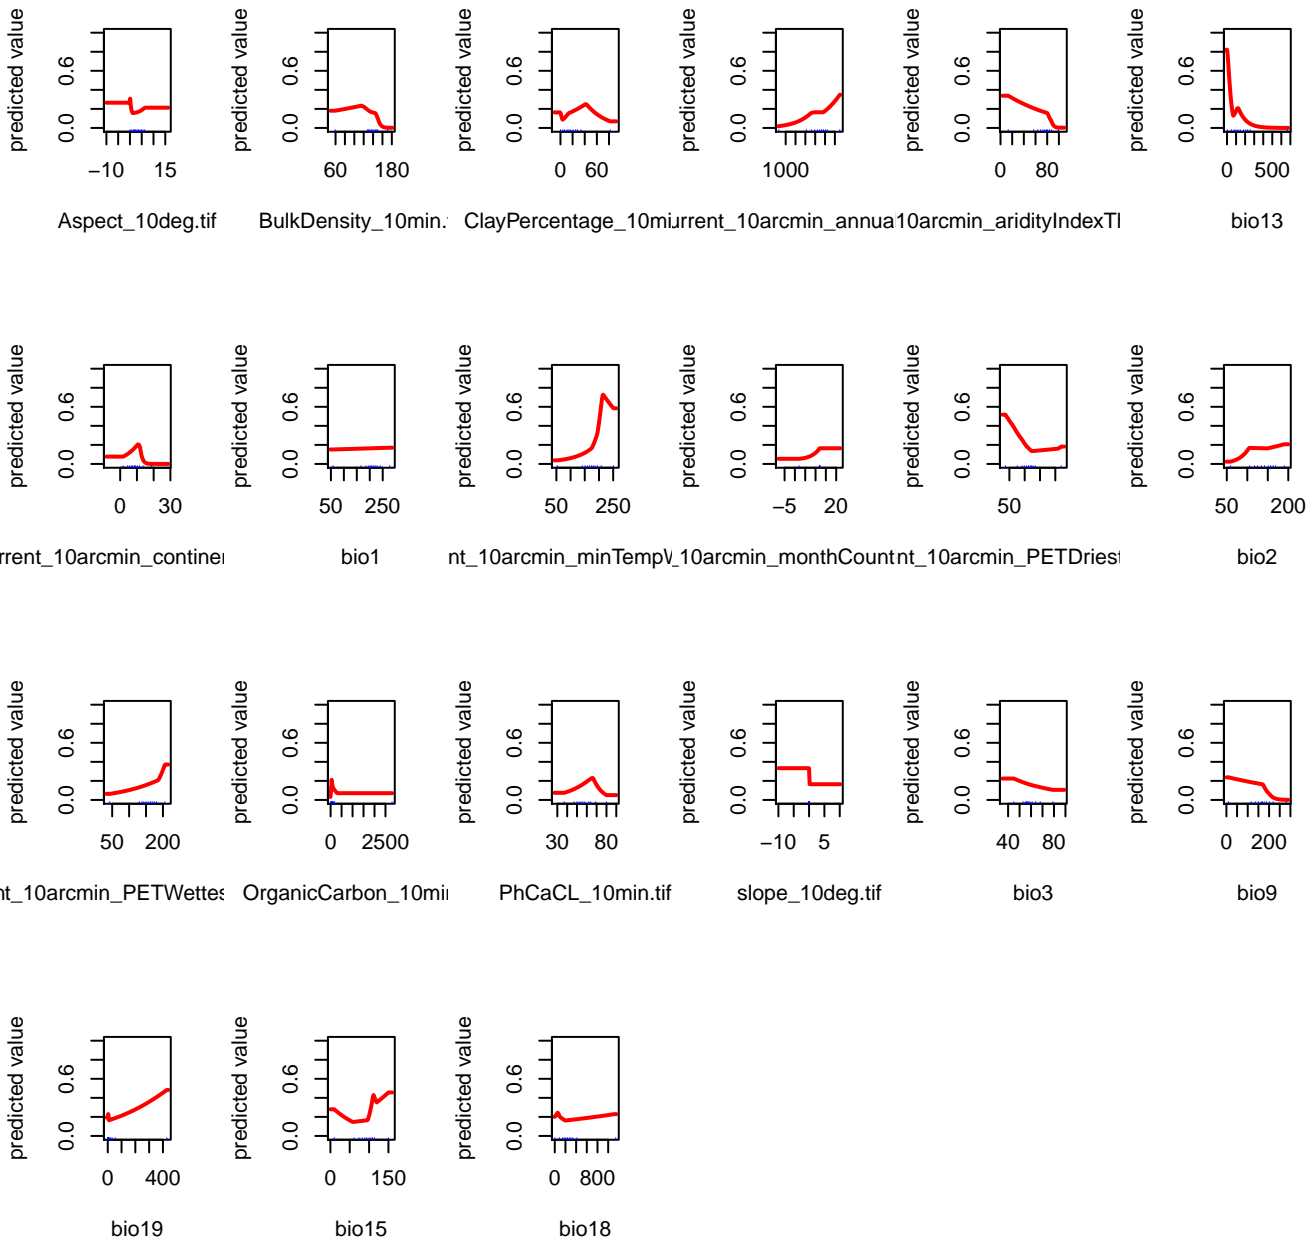 predicted value predicted value predicted value predicted value predicted value predicted value
0.6 0.6 0.6 0.6 0.6 0.6
0.0 0.0 0.0 0.0 0.0 0.0
−10 15 60 180 0 60 1000 0 80 0 500
Aspect_10deg.tif BulkDensity_10min. ClayPercentage_10mi urrent_10arcmin_annua 10arcmin_aridityIndexTl bio13
predicted value predicted value predicted value predicted value predicted value predicted value
0.6 0.6 0.6 0.6 0.6 0.6
0.0 0.0 0.0 0.0 0.0 0.0
0 30 50 250 50 250 −5 20 50 50 200
rrent_10arcmin_continer bio1 nt_10arcmin_minTempV _10arcmin_monthCount nt_10arcmin_PETDriest bio2
predicted value predicted value predicted value predicted value predicted value predicted value
0.6 0.6 0.6 0.6 0.6 0.6
0.0 0.0 0.0 0.0 0.0 0.0
50 200 0 2500 30 80 −10 5 40 80 0 200
nt_10arcmin_PETWettes OrganicCarbon_10mi PhCaCL_10min.tif slope_10deg.tif bio3 bio9
predicted value predicted value predicted value
0.6 0.6 0.6
0.0 0.0 0.0
0 400 0 150 0 800
bio19 bio15 bio18